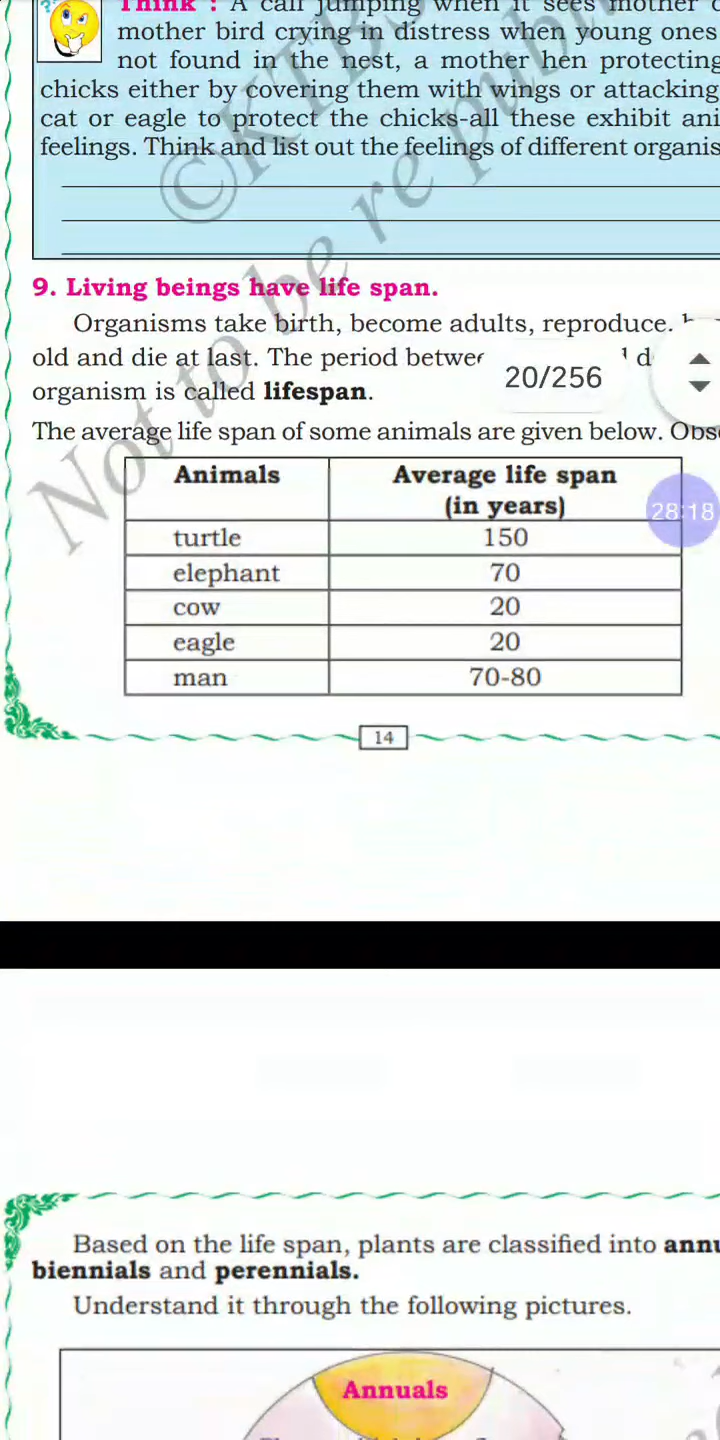 Think : A calf jumping when it sees mother
mother bird crying in distress when young ones
not found in the nest, a mother hen protecting
chicks either by covering them with wings or attacking
cat or eagle to protect the chicks-all these exhibit
feelings. Think and list out the feelings of different
©KTBS
Not to be re
9. Living beings have life span.
Organisms take birth, become adults, reproduce.
old and die at last. The period
20/256
organism is called lifespan.
The average life span of some animals are given below.
Animals Average life span
(in years)
28:18
turtle 150
elephant 70
cow 20
eagle 20
man 70-80
14
Based on the life span, plants are classified into
biennials and perennials.
Understand it through the following pictures.
Annuals